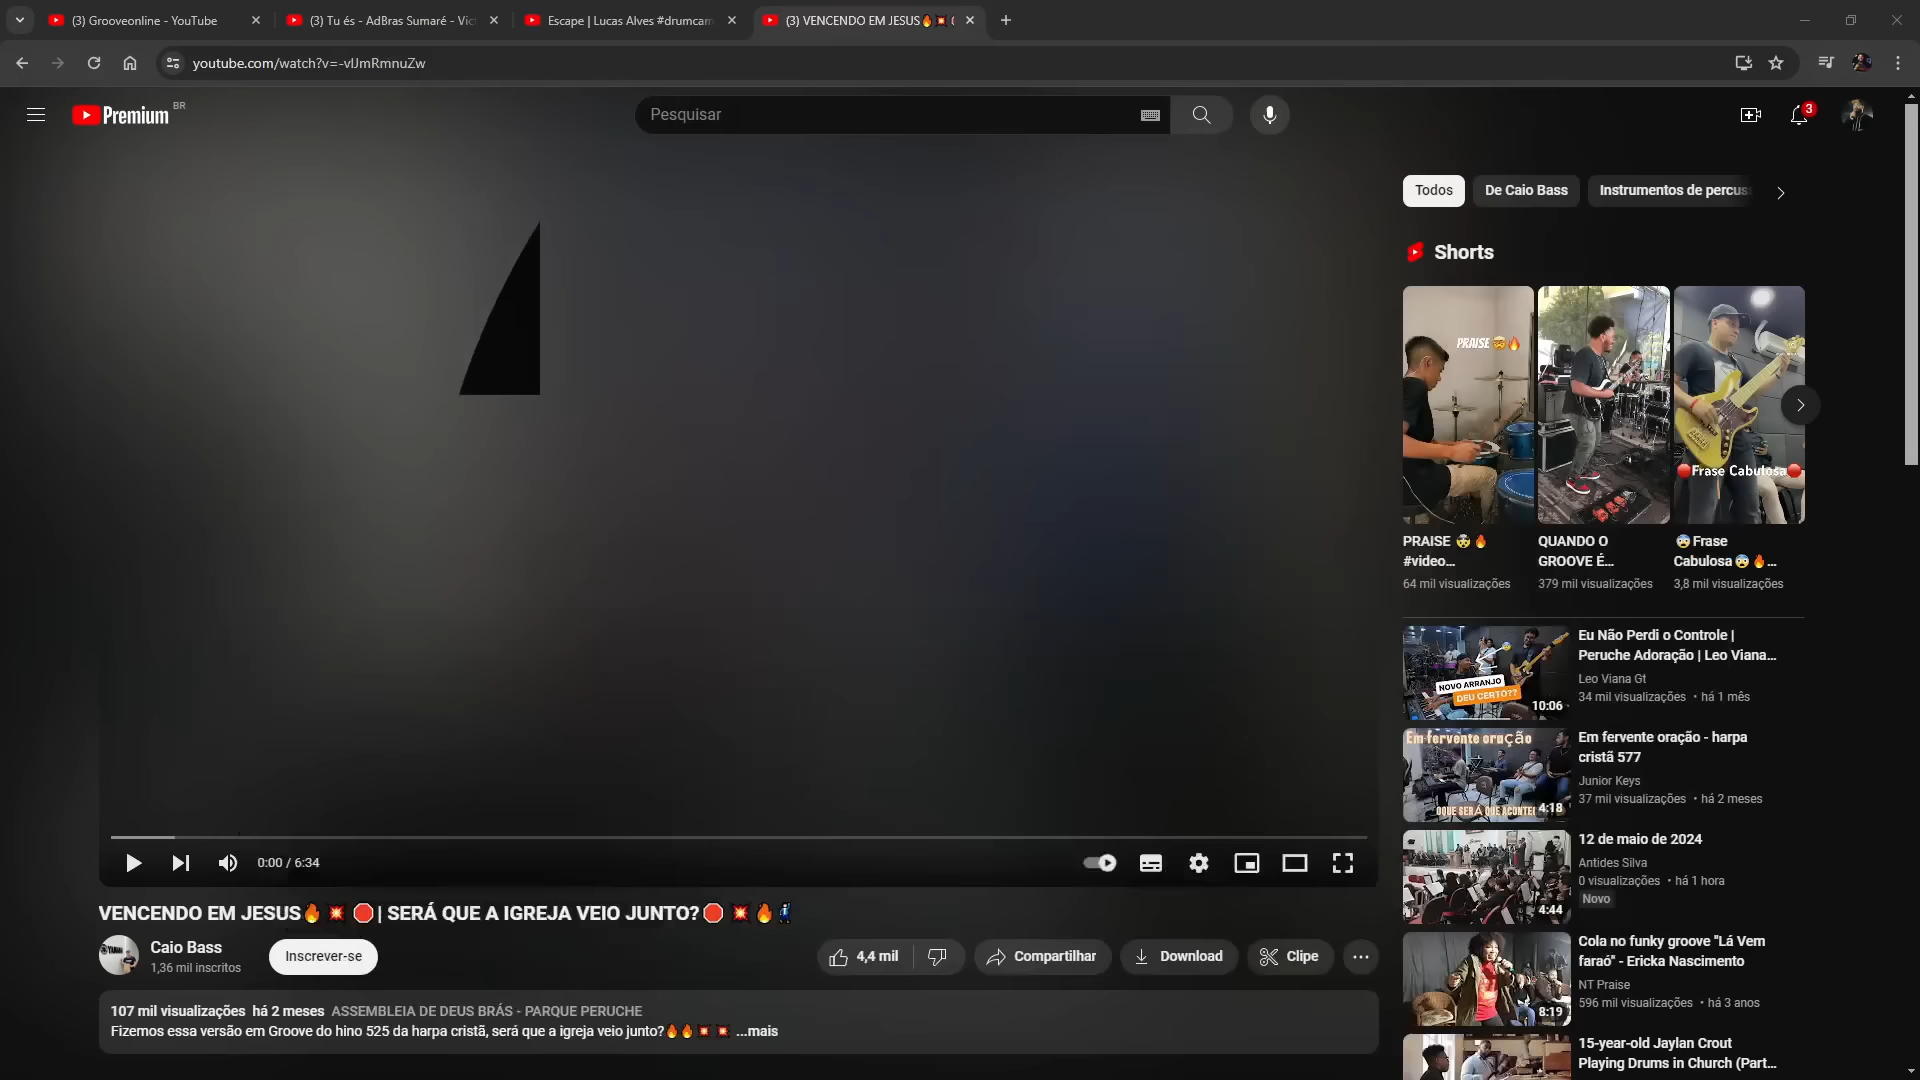 (3) Grooveonline - YouTube
(3) Tu és - AdBras Sumaré - Vic
Escape | Lucas Alves #drumcam
(3) VENCENDO EM JESUS🔥💥
youtube.com/watch?v=-vIJmRmnuZw
Premium BR
Pesquisar
3
Todos
De Caio Bass
Instrumentos de percus
Shorts
PRAISE 🤯🔥
🔴Frase Cabulosa🔴
PRAISE 🤯🔥
#video...
64 mil visualizações
QUANDO O
GROOVE É...
379 mil visualizações
😨Frase
Cabulosa😨🔥...
3,8 mil visualizações
NOVO ARRANJO
DEU CERTO??
10:06
Eu Não Perdi o Controle |
Peruche Adoração | Leo Viana...
Leo Viana Gt
34 mil visualizações • há 1 mês
Em fervente oração
4:18
Em fervente oração - harpa
cristã 577
Junior Keys
37 mil visualizações • há 2 meses
4:44
12 de maio de 2024
Antides Silva
0 visualizações • há 1 hora
Novo
8:19
Cola no funky groove "Lá Vem
faraó" - Ericka Nascimento
NT Praise
596 mil visualizações • há 3 anos
15-year-old Jaylan Crout
Playing Drums in Church (Part...
0:00 / 6:34
VENCENDO EM JESUS🔥💥🛑| SERÁ QUE A IGREJA VEIO JUNTO?🛑💥🔥
Caio Bass
1,36 mil inscritos
Inscrever-se
4,4 mil
Compartilhar
Download
Clipe
107 mil visualizações há 2 meses ASSEMBLEIA DE DEUS BRÁS - PARQUE PERUCHE
Fizemos essa versão em Groove do hino 525 da harpa cristã, será que a igreja veio junto?🔥🔥💥💥 ...mais